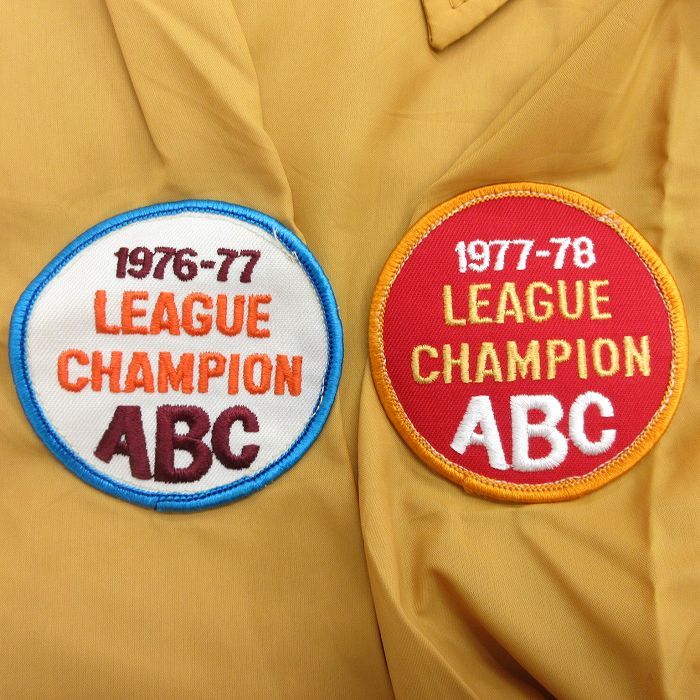 1976-77
LEAGUE
CHAMPION
ABC
1977-78
LEAGUE
CHAMPION
ABC